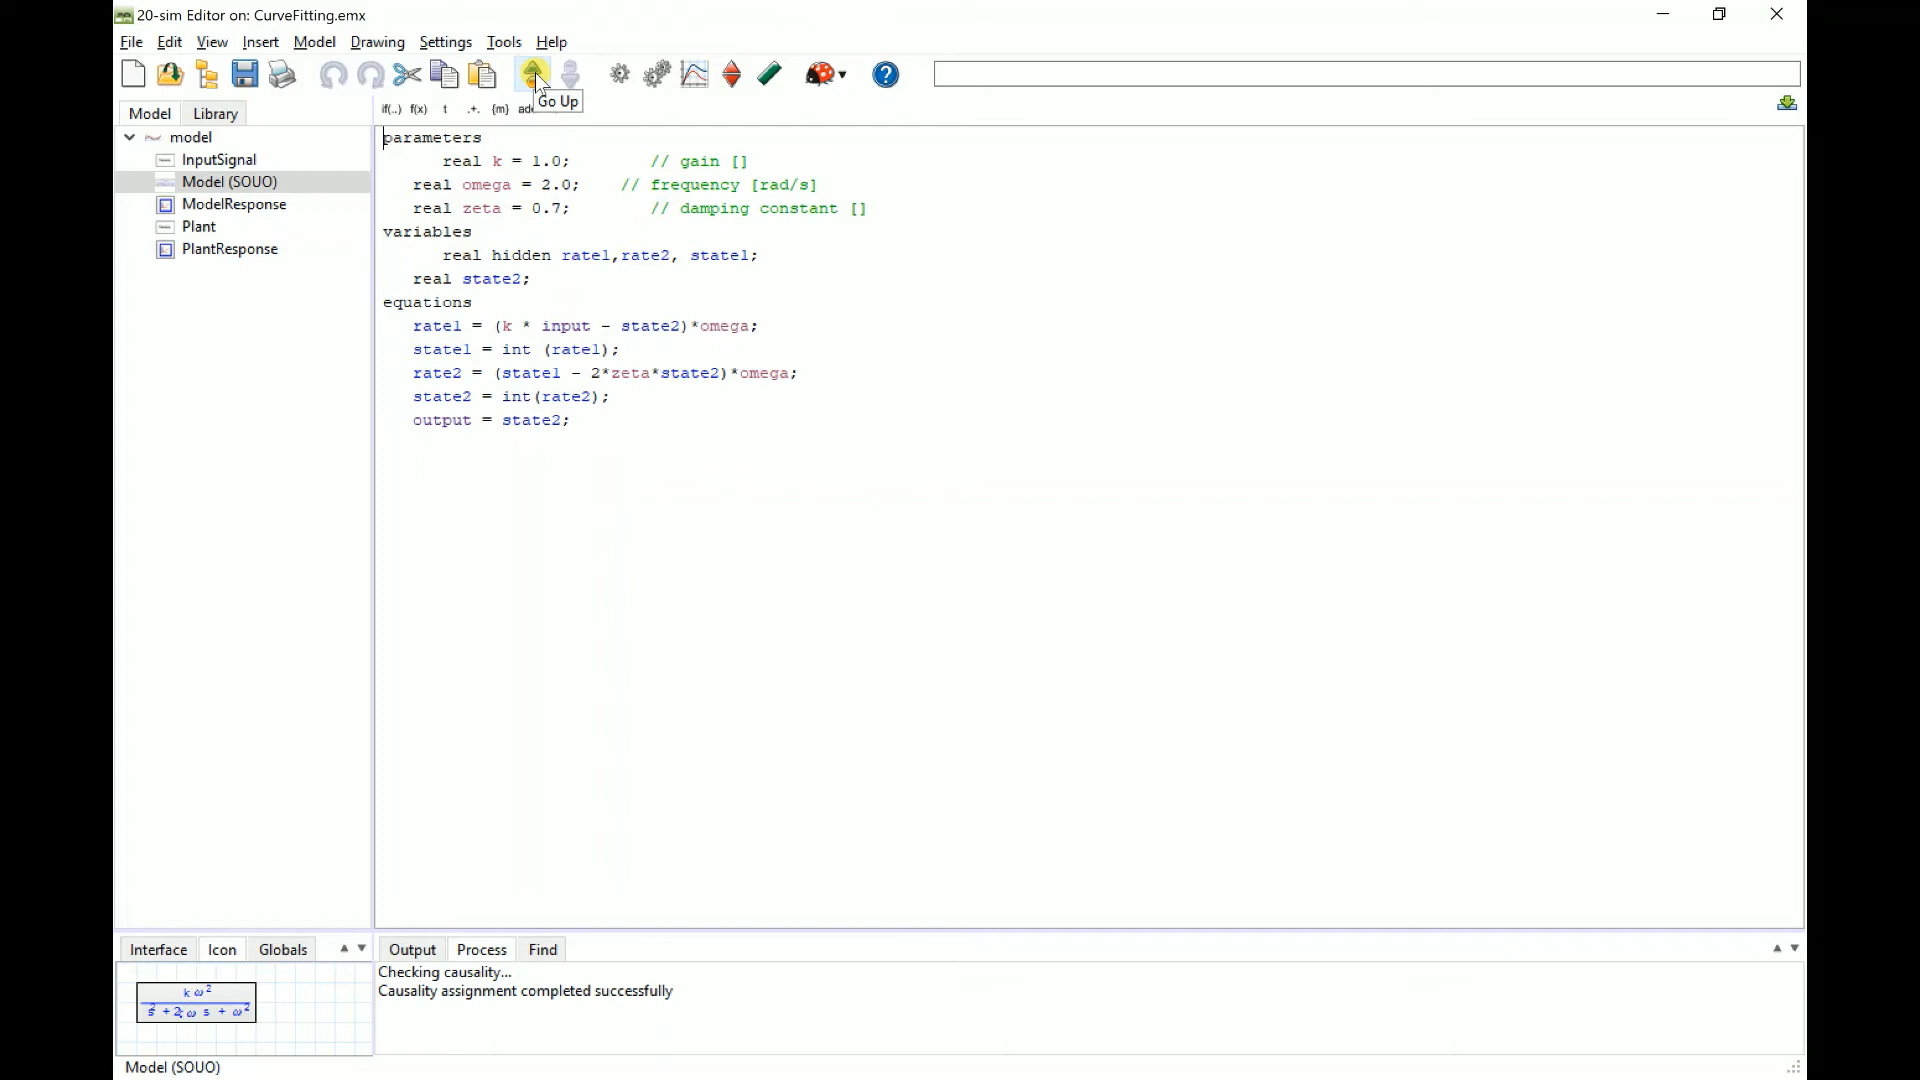 20-sim Editor on: CurveFitting.emx
File Edit View Insert Model Drawing Settings Tools Help
Go Up
Model Library
if(..) f(x) t .+. {m}
model
InputSignal
Model (SOUO)
ModelResponse
Plant
PlantResponse
parameters
real k = 1.0; // gain []
real omega = 2.0; // frequency [rad/s]
real zeta = 0.7; // damping constant []
variables
real hidden rate1,rate2, state1;
real state2;
equations
rate1 = (k * input - state2)*omega;
state1 = int (rate1);
rate2 = (state1 - 2*zeta*state2)*omega;
state2 = int(rate2);
output = state2;
Interface Icon Globals
Output Process Find
Checking causality...
Causality assignment completed successfully
k ω²
Model (SOUO)